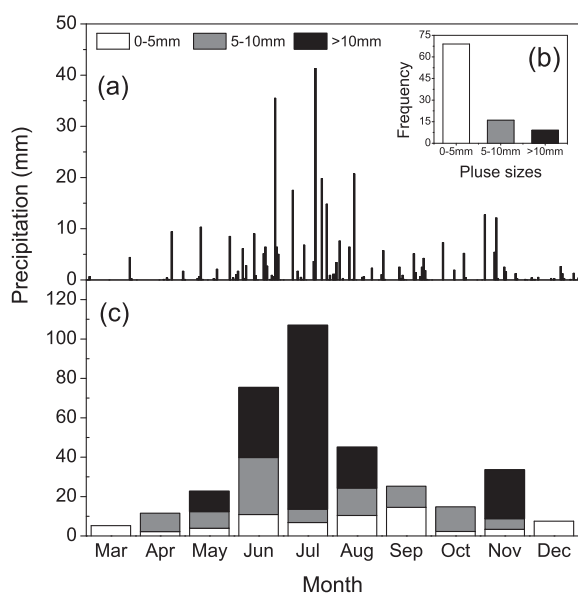 50
40
30
20
10
0
Precipitation (mm)
0-5mm 5-10mm >10mm
(a)
75
60
45
30
15
0
Frequency
(b)
0-5mm 5-10mm >10mm
Pluse sizes
120
100
80
60
40
20
0
(c)
Mar Apr May Jun Jul Aug Sep Oct Nov Dec
Month